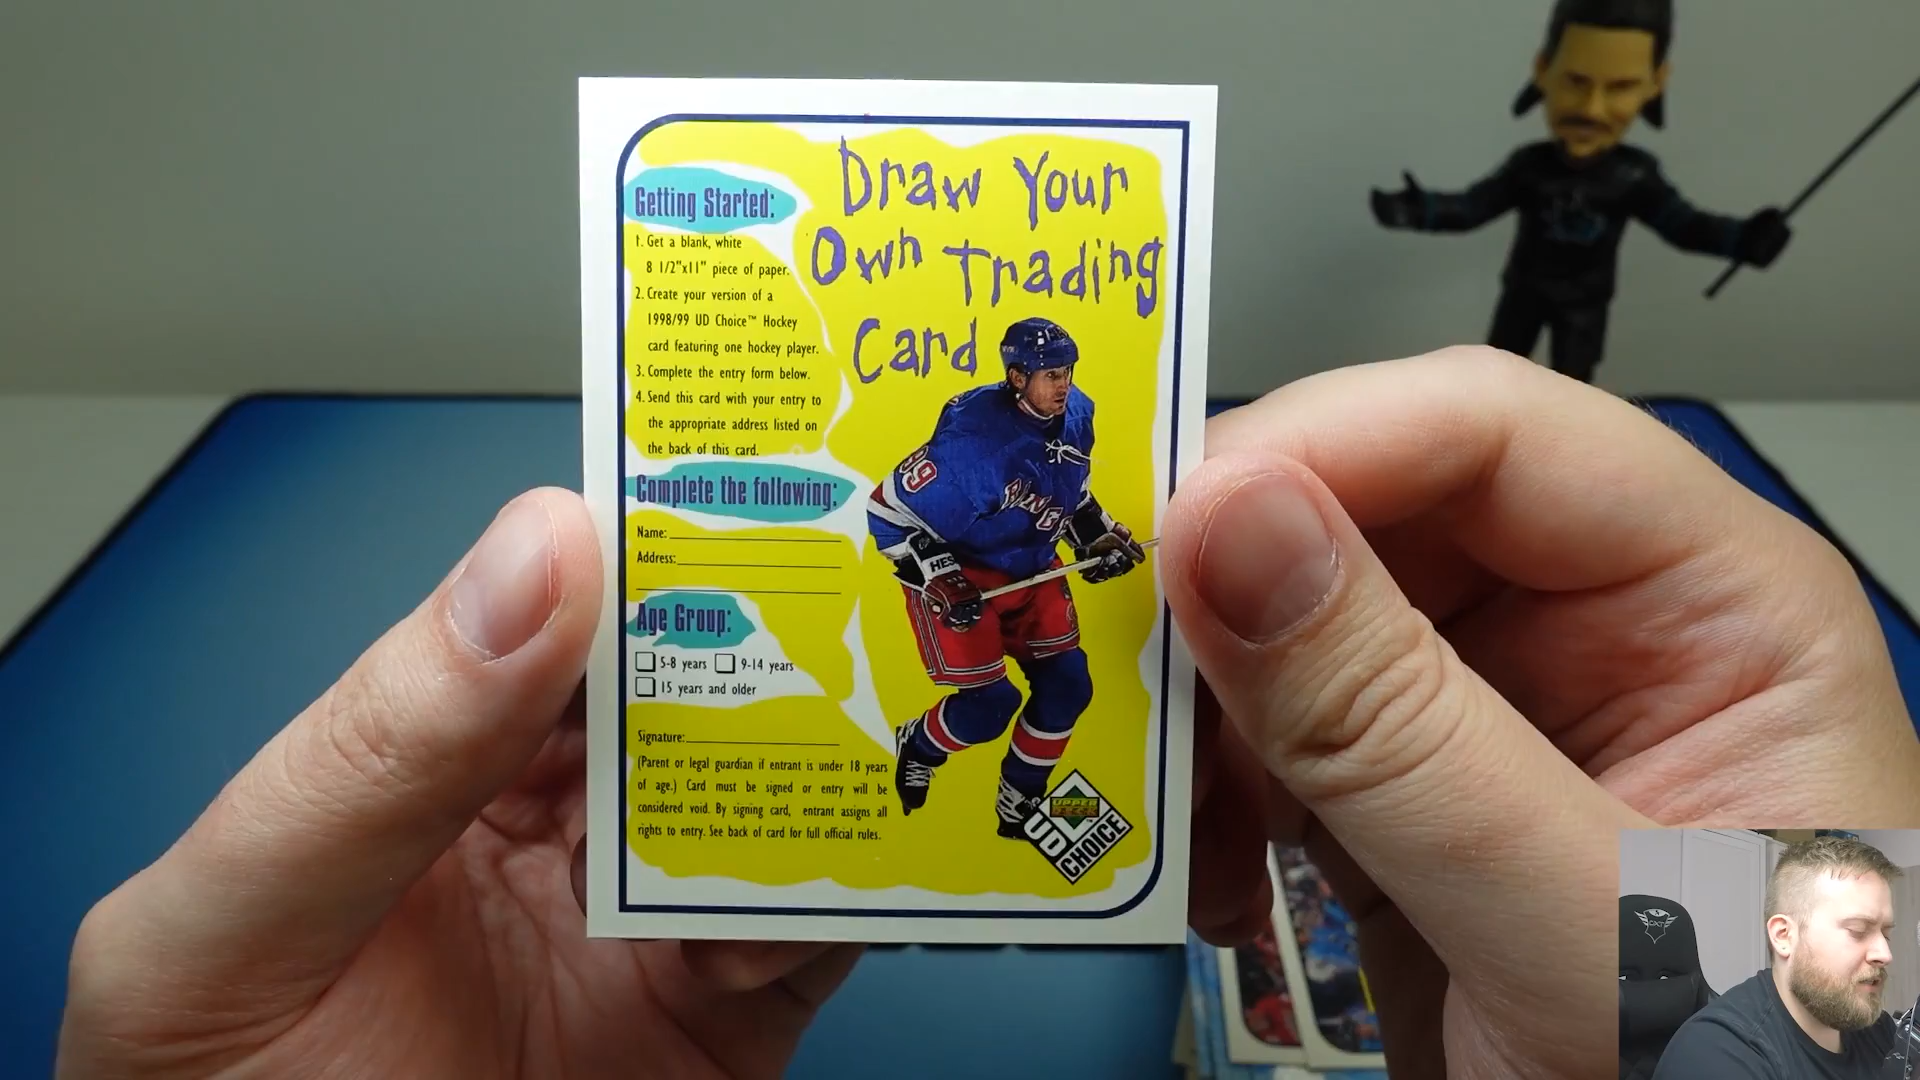 Draw Your
Own Trading
Card
Getting Started:
1. Get a blank, white
8 1/2"x11" piece of paper.
2. Create your version of a
1998/99 UD Choice™ Hockey
card featuring one hockey player.
3. Complete the entry form below.
4. Send this card with your entry to
the appropriate address listed on
the back of this card.
Complete the following:
Name:
Address:
Age Group:
5-8 years 9-14 years
15 years and older
Signature:
(Parent or legal guardian if entrant is under 18 years
of age.) Card must be signed or entry will be
considered void. By signing card, entrant assigns all
rights to entry. See back of card for full official rules.
99
RANGE
HES
UPPER
DECK
UD
CHOICE